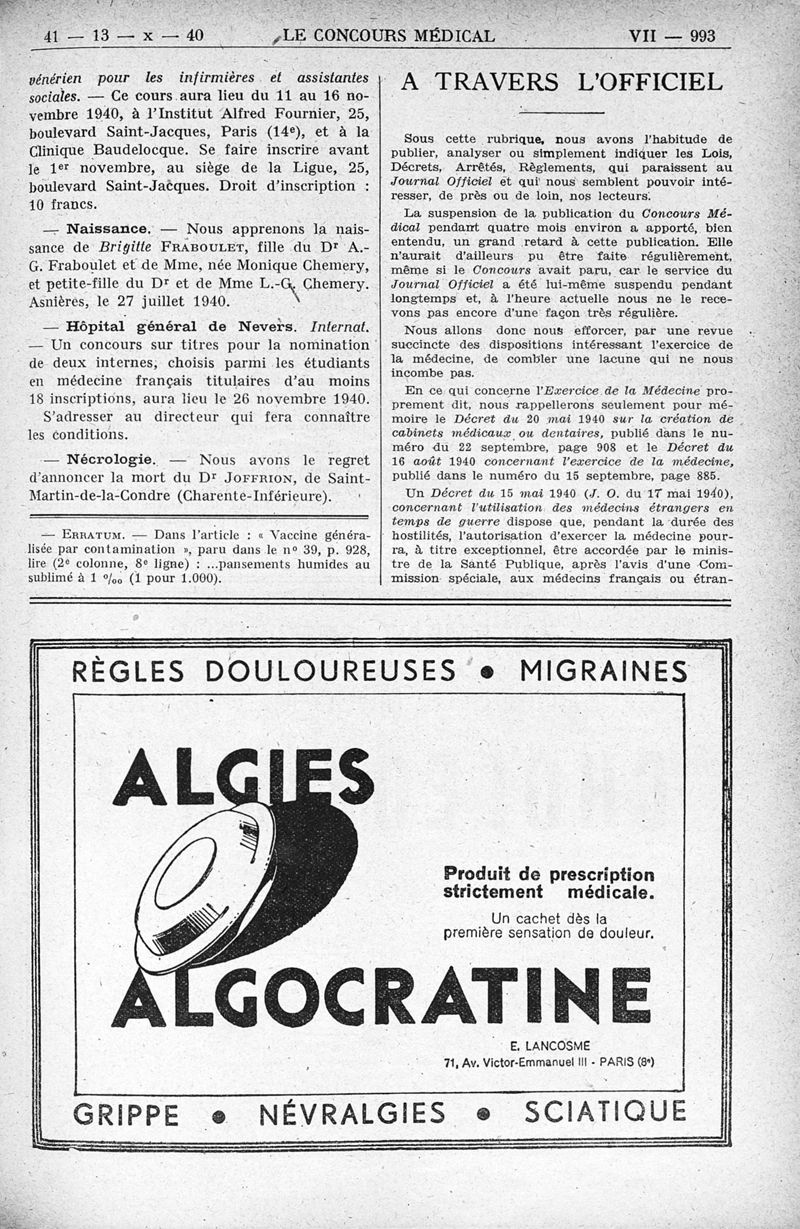 41 — 13 — x — 40
LE CONCOURS MÉDICAL
VII — 993
vénérien pour les infirmières et assistantes
sociales. — Ce cours aura lieu du 11 au 16 no-
vembre 1940, à l'Institut Alfred Fournier, 25,
boulevard Saint-Jacques, Paris (14e), et à la
Clinique Baudelocque. Se faire inscrire avant
le 1er novembre, au siège de la Ligue, 25,
boulevard Saint-Jacques. Droit d'inscription :
10 francs.
— Naissance. — Nous apprenons la nais-
sance de Brigitte FRABOULET, fille du Dr A.-
G. Fraboulet et de Mme, née Monique Chemery,
et petite-fille du Dr et de Mme L.-G. Chemery.
Asnières, le 27 juillet 1940.
— Hôpital général de Nevers. Internat.
— Un concours sur titres pour la nomination
de deux internes, choisis parmi les étudiants
en médecine français titulaires d'au moins
18 inscriptions, aura lieu le 26 novembre 1940.
S'adresser au directeur qui fera connaître
les conditions.
— Nécrologie. — Nous avons le regret
d'annoncer la mort du Dr JOFFRION, de Saint-
Martin-de-la-Condre (Charente-Inférieure).
— ERRATUM. — Dans l'article : « Vaccine généra-
lisée par contamination », paru dans le no 39, p. 928,
lire (2e colonne, 8e ligne) : ...pansements humides au
sublimé à 1 °/oo (1 pour 1.000).
A TRAVERS L'OFFICIEL
Sous cette rubrique, nous avons l'habitude de
publier, analyser ou simplement indiquer les Lois,
Décrets, Arrêtés, Règlements, qui paraissent au
Journal Officiel et qui nous semblent pouvoir inté-
resser, de près ou de loin, nos lecteurs.
La suspension de la publication du Concours Mé-
dical pendant quatre mois environ a apporté, bien
entendu, un grand retard à cette publication. Elle
n'aurait d'ailleurs pu être faite régulièrement,
même si le Concours avait paru, car le service du
Journal Officiel a été lui-même suspendu pendant
longtemps et, à l'heure actuelle nous ne le rece-
vons pas encore d'une façon très régulière.
Nous allons donc nous efforcer, par une revue
succincte des dispositions intéressant l'exercice de
la médecine, de combler une lacune qui ne nous
incombe pas.
En ce qui concerne l'Exercice de la Médecine pro-
prement dit, nous rappellerons seulement pour mé-
moire le Décret du 20 mai 1940 sur la création de
cabinets médicaux ou dentaires, publié dans le nu-
méro du 22 septembre, page 908 et le Décret du
16 août 1940 concernant l'exercice de la médecine,
publié dans le numéro du 15 septembre, page 885.
Un Décret du 15 mai 1940 (J. O. du 17 mai 1940),
concernant l'utilisation des médecins étrangers en
temps de guerre dispose que, pendant la durée des
hostilités, l'autorisation d'exercer la médecine pour-
ra, à titre exceptionnel, être accordée par le minis-
tre de la Santé Publique, après l'avis d'une Com-
mission spéciale, aux médecins français ou étran-
RÈGLES DOULOUREUSES • MIGRAINES
ALGIES
Produit de prescription
strictement médicale.
Un cachet dès la
première sensation de douleur.
ALGOCRATINE
E. LANCOSME
71, Av. Victor-Emmanuel III - PARIS (8e)
GRIPPE • NÉVRALGIES • SCIATIQUE